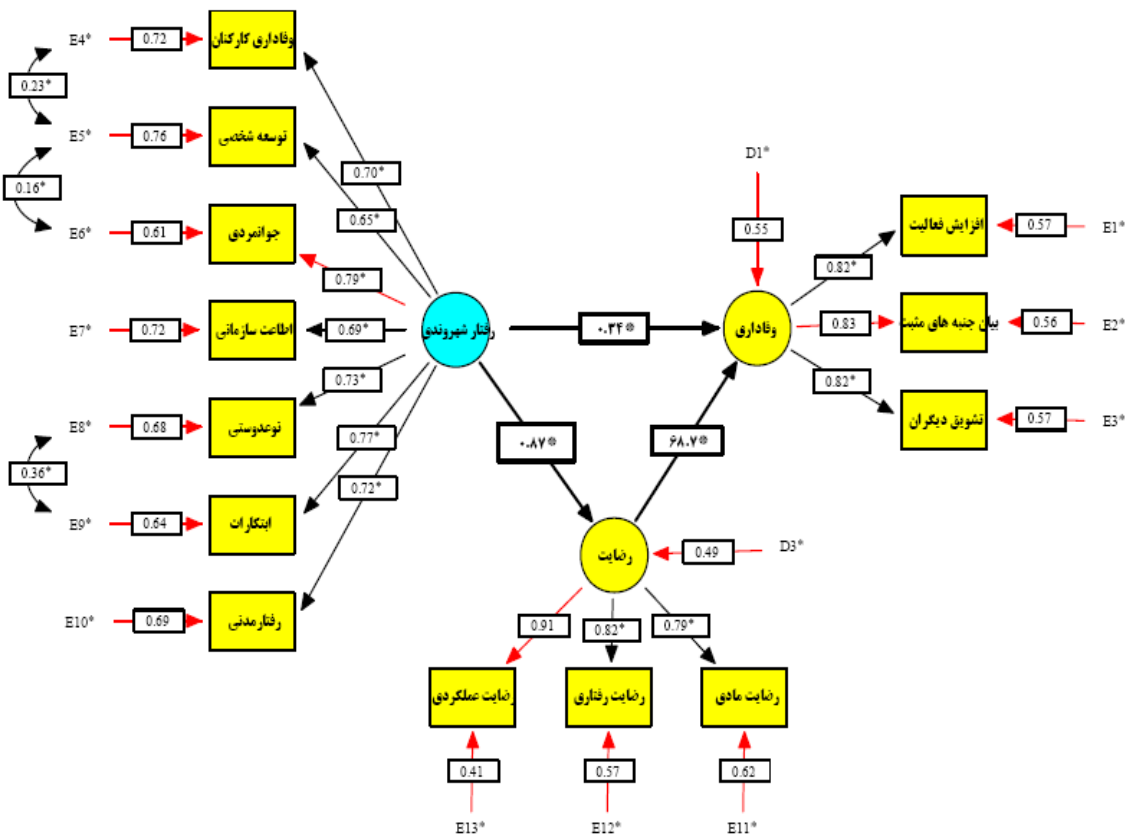 E4*
0.72
وفاداری کارکنان
0.23*
E5*
0.76
توسعه شخصی
0.16*
E6*
0.61
جوانمردی
E7*
0.72
اطاعت سازمانی
E8*
0.68
نوعدوستی
0.36*
E9*
0.64
ابتکارات
E10*
0.69
رفتار مدنی
0.70*
0.65*
0.79*
0.69*
0.73*
0.77*
0.72*
رفتار شهروندی
۰.۳۴*
۰.۸۷*
۶۸.۷*
D1*
0.55
وفاداری
0.82*
افزایش فعالیت
0.57
E1*
0.83
بیان جنبه های مثبت
0.56
E2*
0.82*
تشویق دیگران
0.57
E3*
رضایت
0.49
D3*
0.91
0.82*
0.79*
رضایت عملکردی
رضایت رفتاری
رضایت مادی
0.41
0.57
0.62
E13*
E12*
E11*